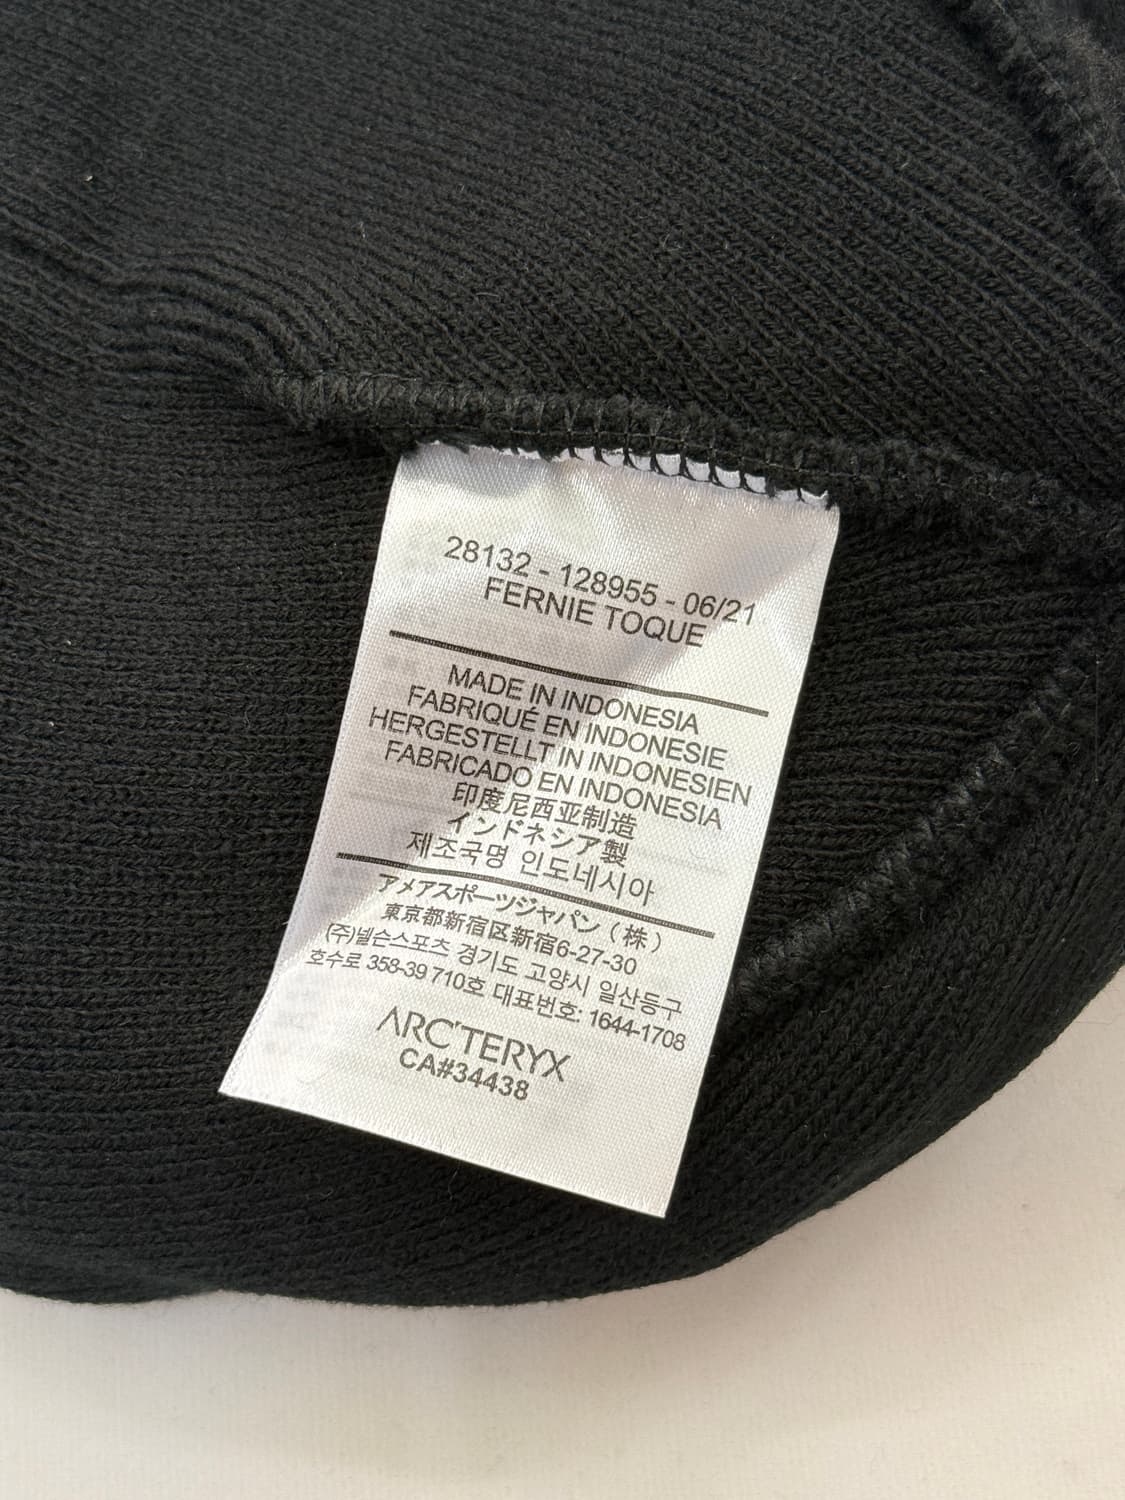 28132 - 128955 - 06/21
FERNIE TOQUE
MADE IN INDONESIA
FABRIQUÉ EN INDONESIE
HERGESTELLT IN INDONESIEN
FABRICADO EN INDONESIA
印度尼西亚制造
インドネシア製
제조국명 인도네시아
アメアスポーツジャパン（株）
東京都新宿区新宿6-27-30
(주)넬슨스포츠 경기도 고양시 일산동구
호수로 358-39 710호 대표번호: 1644-1708
ARC'TERYX
CA#34438